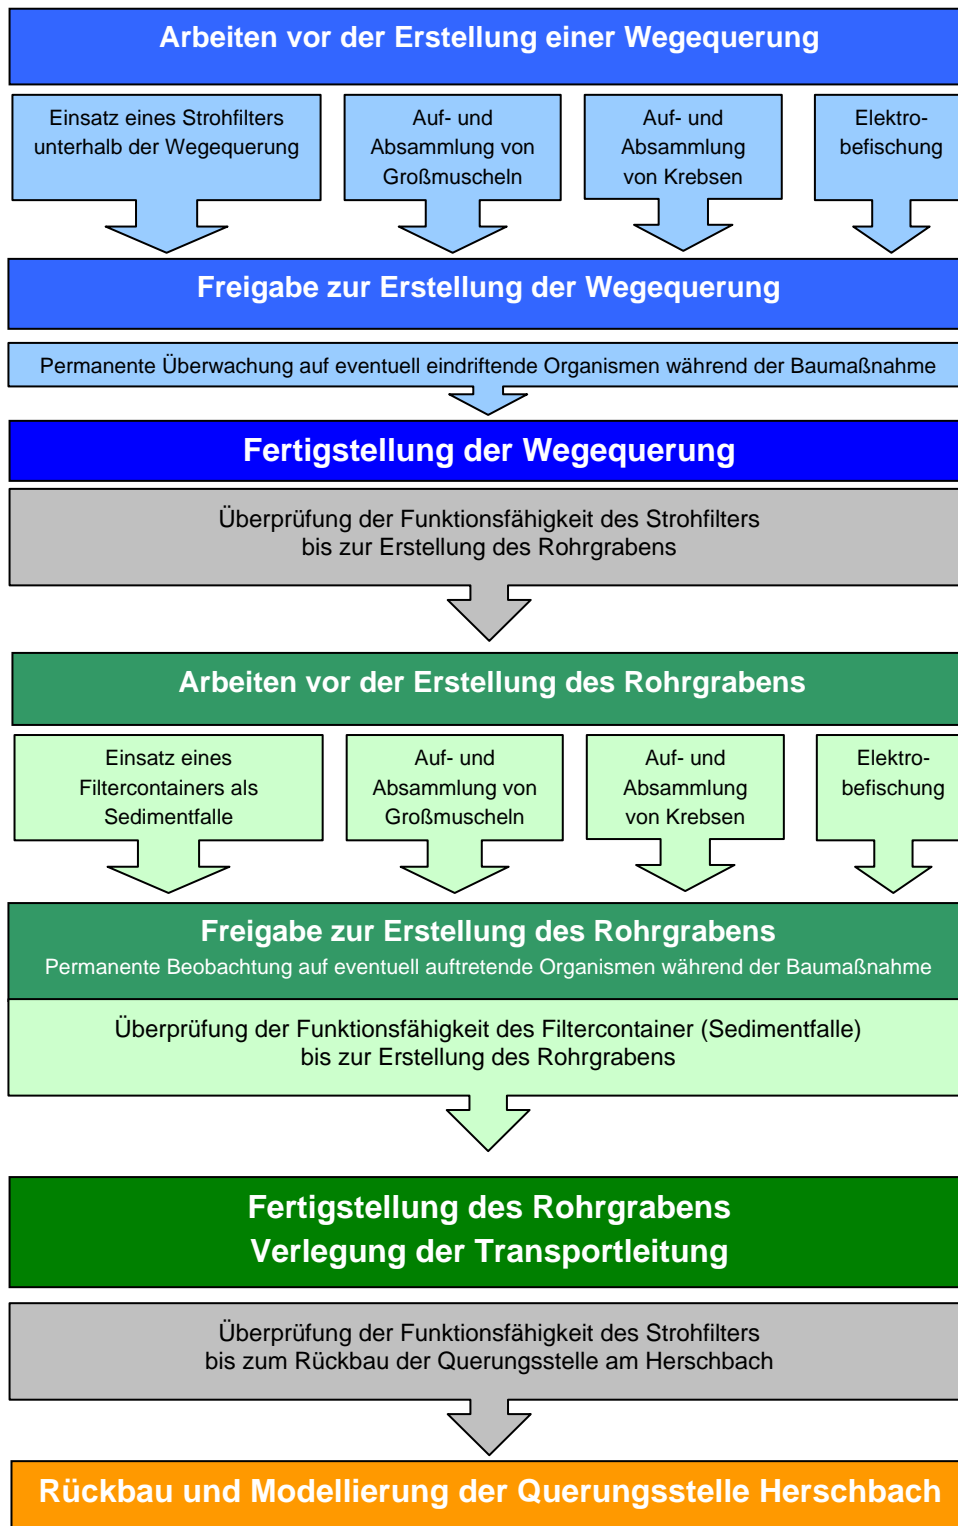 Arbeiten vor der Erstellung einer Wegequerung
Einsatz eines Strohfilters
unterhalb der Wegequerung
Auf- und
Absammlung von
Großmuscheln
Auf- und
Absammlung
von Krebsen
Elektro-
befischung
Freigabe zur Erstellung der Wegequerung
Permanente Überwachung auf eventuell eindriftende Organismen während der Baumaßnahme
Fertigstellung der Wegequerung
Überprüfung der Funktionsfähigkeit des Strohfilters
bis zur Erstellung des Rohrgrabens
Arbeiten vor der Erstellung des Rohrgrabens
Einsatz eines
Filtercontainers als
Sedimentfalle
Auf- und
Absammlung von
Großmuscheln
Auf- und
Absammlung
von Krebsen
Elektro-
befischung
Freigabe zur Erstellung des Rohrgrabens
Permanente Beobachtung auf eventuell auftretende Organismen während der Baumaßnahme
Überprüfung der Funktionsfähigkeit des Filtercontainer (Sedimentfalle)
bis zur Erstellung des Rohrgrabens
Fertigstellung des Rohrgrabens
Verlegung der Transportleitung
Überprüfung der Funktionsfähigkeit des Strohfilters
bis zum Rückbau der Querungsstelle am Herschbach
Rückbau und Modellierung der Querungsstelle Herschbach